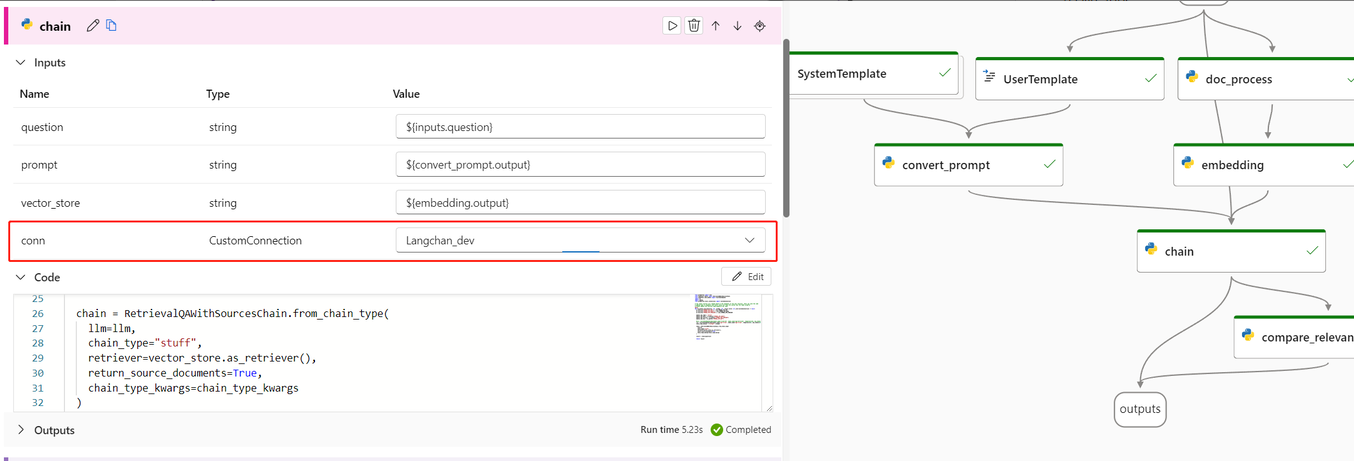 chain
Inputs
Name Type Value
question string ${inputs.question}
prompt string ${convert_prompt.output}
vector_store string ${embedding.output}
conn CustomConnection Langchan_dev
Code Edit
25
26 chain = RetrievalQAWithSourcesChain.from_chain_type(
27 llm=llm,
28 chain_type="stuff",
29 retriever=vector_store.as_retriever(),
30 return_source_documents=True,
31 chain_type_kwargs=chain_type_kwargs
32 )
Outputs Run time 5.23s Completed
SystemTemplate
UserTemplate
doc_process
convert_prompt
embedding
chain
compare_relevan
outputs